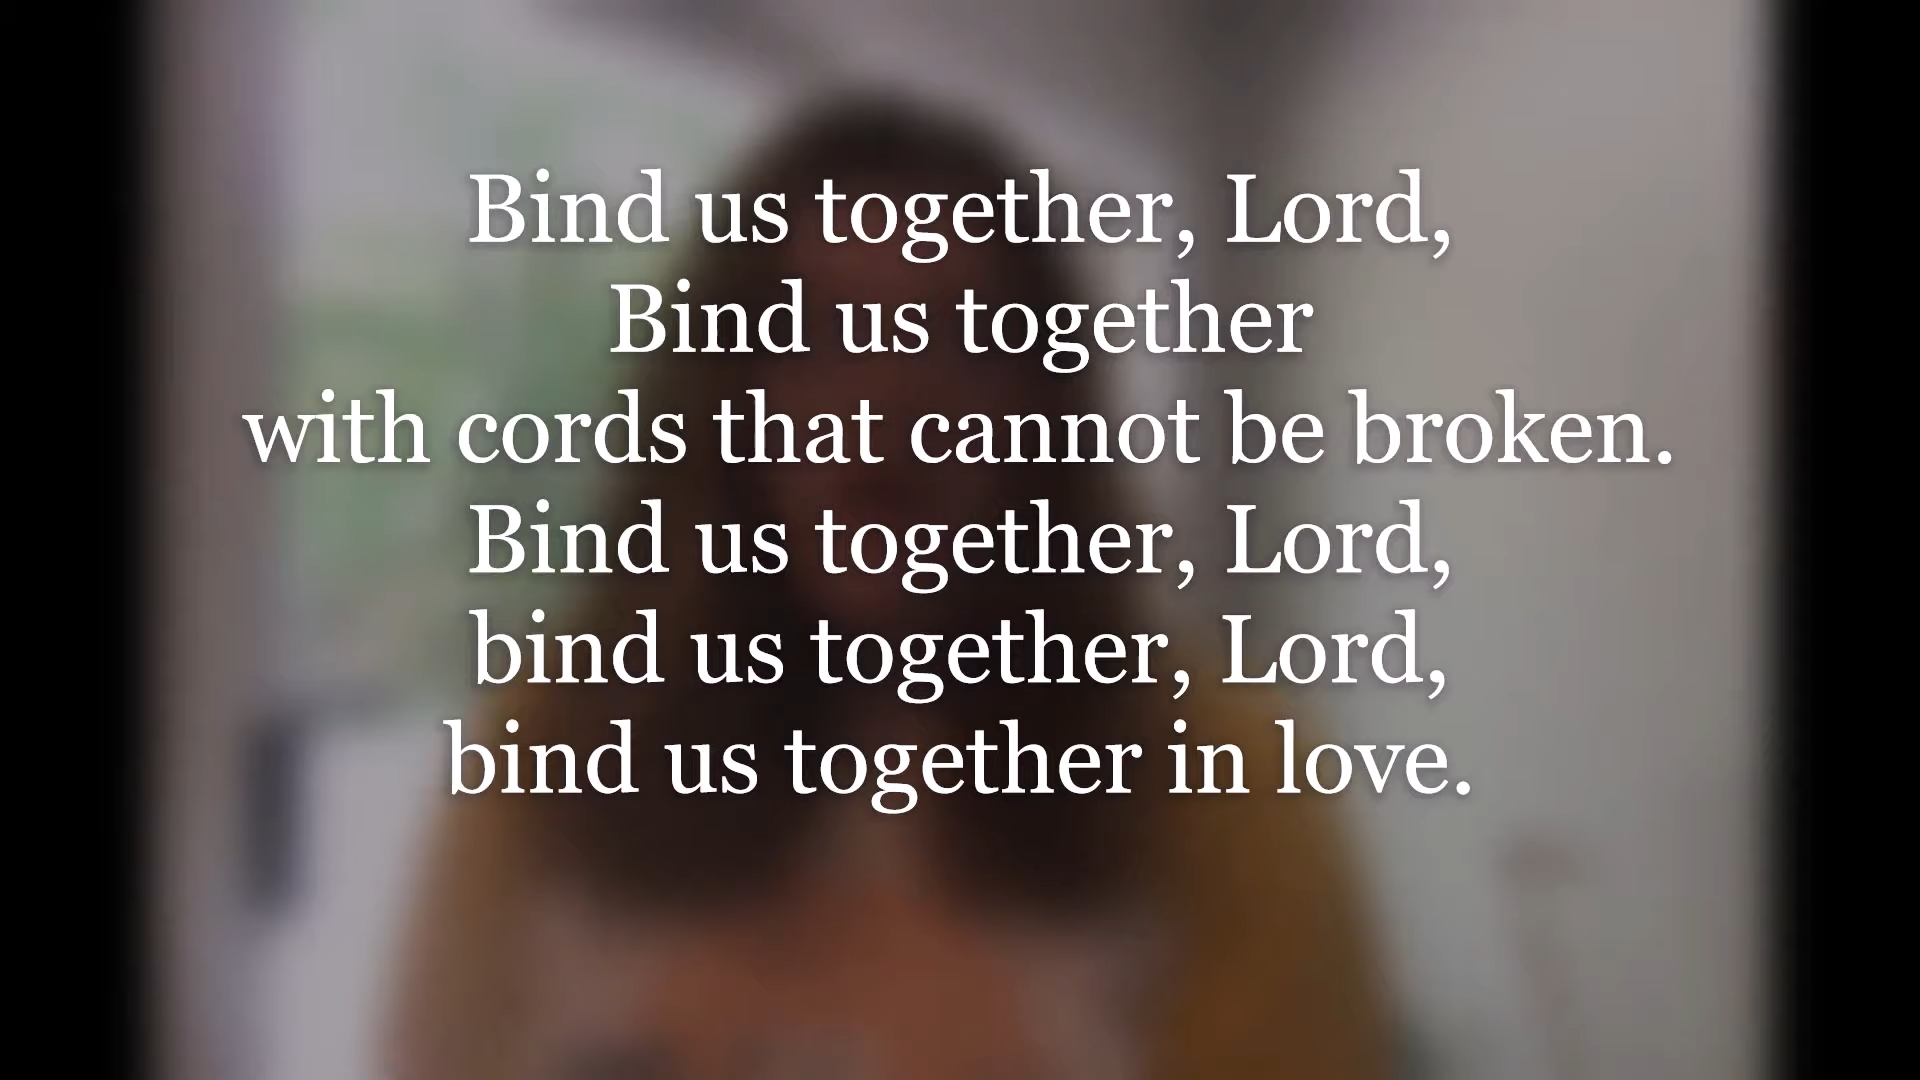 Bind us together, Lord,
Bind us together
with cords that cannot be broken.
Bind us together, Lord,
bind us together, Lord,
bind us together in love.